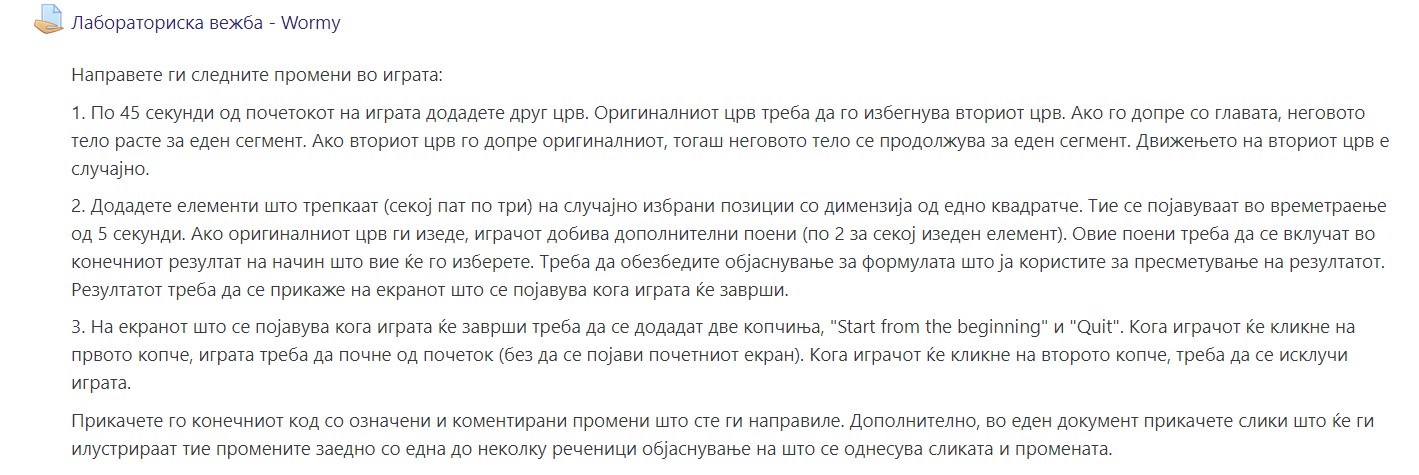 Лабораториска вежба - Wormy
Направете ги следните промени во играта:
1. По 45 секунди од почетокот на играта додадете друг црв. Оригиналниот црв треба да го избегнува вториот црв. Ако го допре со главата, неговото
тело расте за еден сегмент. Ако вториот црв го допре оригиналниот, тогаш неговото тело се продолжува за еден сегмент. Движењето на вториот црв е
случајно.
2. Додадете елементи што трепкаат (секој пат по три) на случајно избрани позиции со димензија од едно квадратче. Тие се појавуваат во времетраење
од 5 секунди. Ако оригиналниот црв ги изеде, играчот добива дополнителни поени (по 2 за секој изеден елемент). Овие поени треба да се вклучат во
конечниот резултат на начин што вие ќе го изберете. Треба да обезбедите објаснување за формулата што ја користите за пресметување на резултатот.
Резултатот треба да се прикаже на екранот што се појавува кога играта ќе заврши.
3. На екранот што се појавува кога играта ќе заврши треба да се додадат две копчиња, "Start from the beginning" и "Quit". Кога играчот ќе кликне на
првото копче, играта треба да почне од почеток (без да се појави почетниот екран). Кога играчот ќе кликне на второто копче, треба да се исклучи
играта.
Прикачете го конечниот код со означени и коментирани промени што сте ги направиле. Дополнително, во еден документ прикачете слики што ќе ги
илустрираат тие промените заедно со една до неколку реченици објаснување на што се однесува сликата и промената.